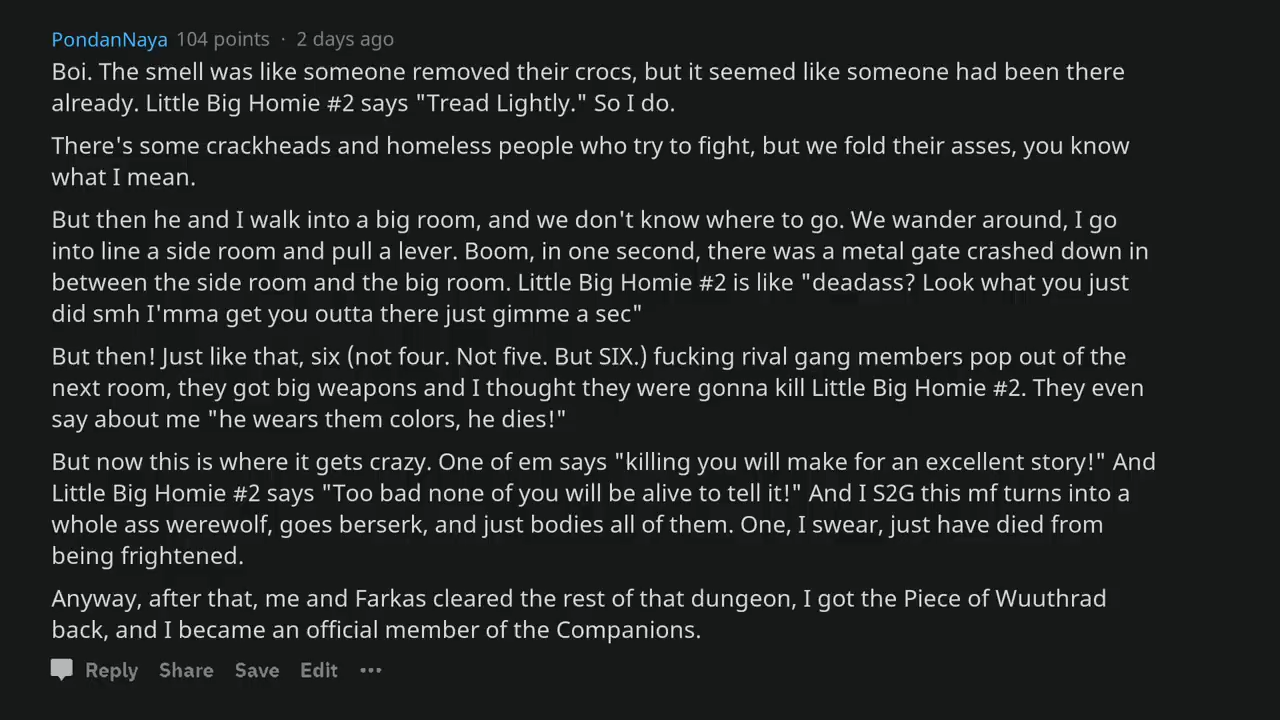 PondanNaya 104 points · 2 days ago
Boi. The smell was like someone removed their crocs, but it seemed like someone had been there
already. Little Big Homie #2 says "Tread Lightly." So I do.
There's some crackheads and homeless people who try to fight, but we fold their asses, you know
what I mean.
But then he and I walk into a big room, and we don't know where to go. We wander around, I go
into line a side room and pull a lever. Boom, in one second, there was a metal gate crashed down in
between the side room and the big room. Little Big Homie #2 is like "deadass? Look what you just
did smh I'mma get you outta there just gimme a sec"
But then! Just like that, six (not four. Not five. But SIX.) fucking rival gang members pop out of the
next room, they got big weapons and I thought they were gonna kill Little Big Homie #2. They even
say about me "he wears them colors, he dies!"
But now this is where it gets crazy. One of em says "killing you will make for an excellent story!" And
Little Big Homie #2 says "Too bad none of you will be alive to tell it!" And I S2G this mf turns into a
whole ass werewolf, goes berserk, and just bodies all of them. One, I swear, just have died from
being frightened.
Anyway, after that, me and Farkas cleared the rest of that dungeon, I got the Piece of Wuuthrad
back, and I became an official member of the Companions.
Reply Share Save Edit ···